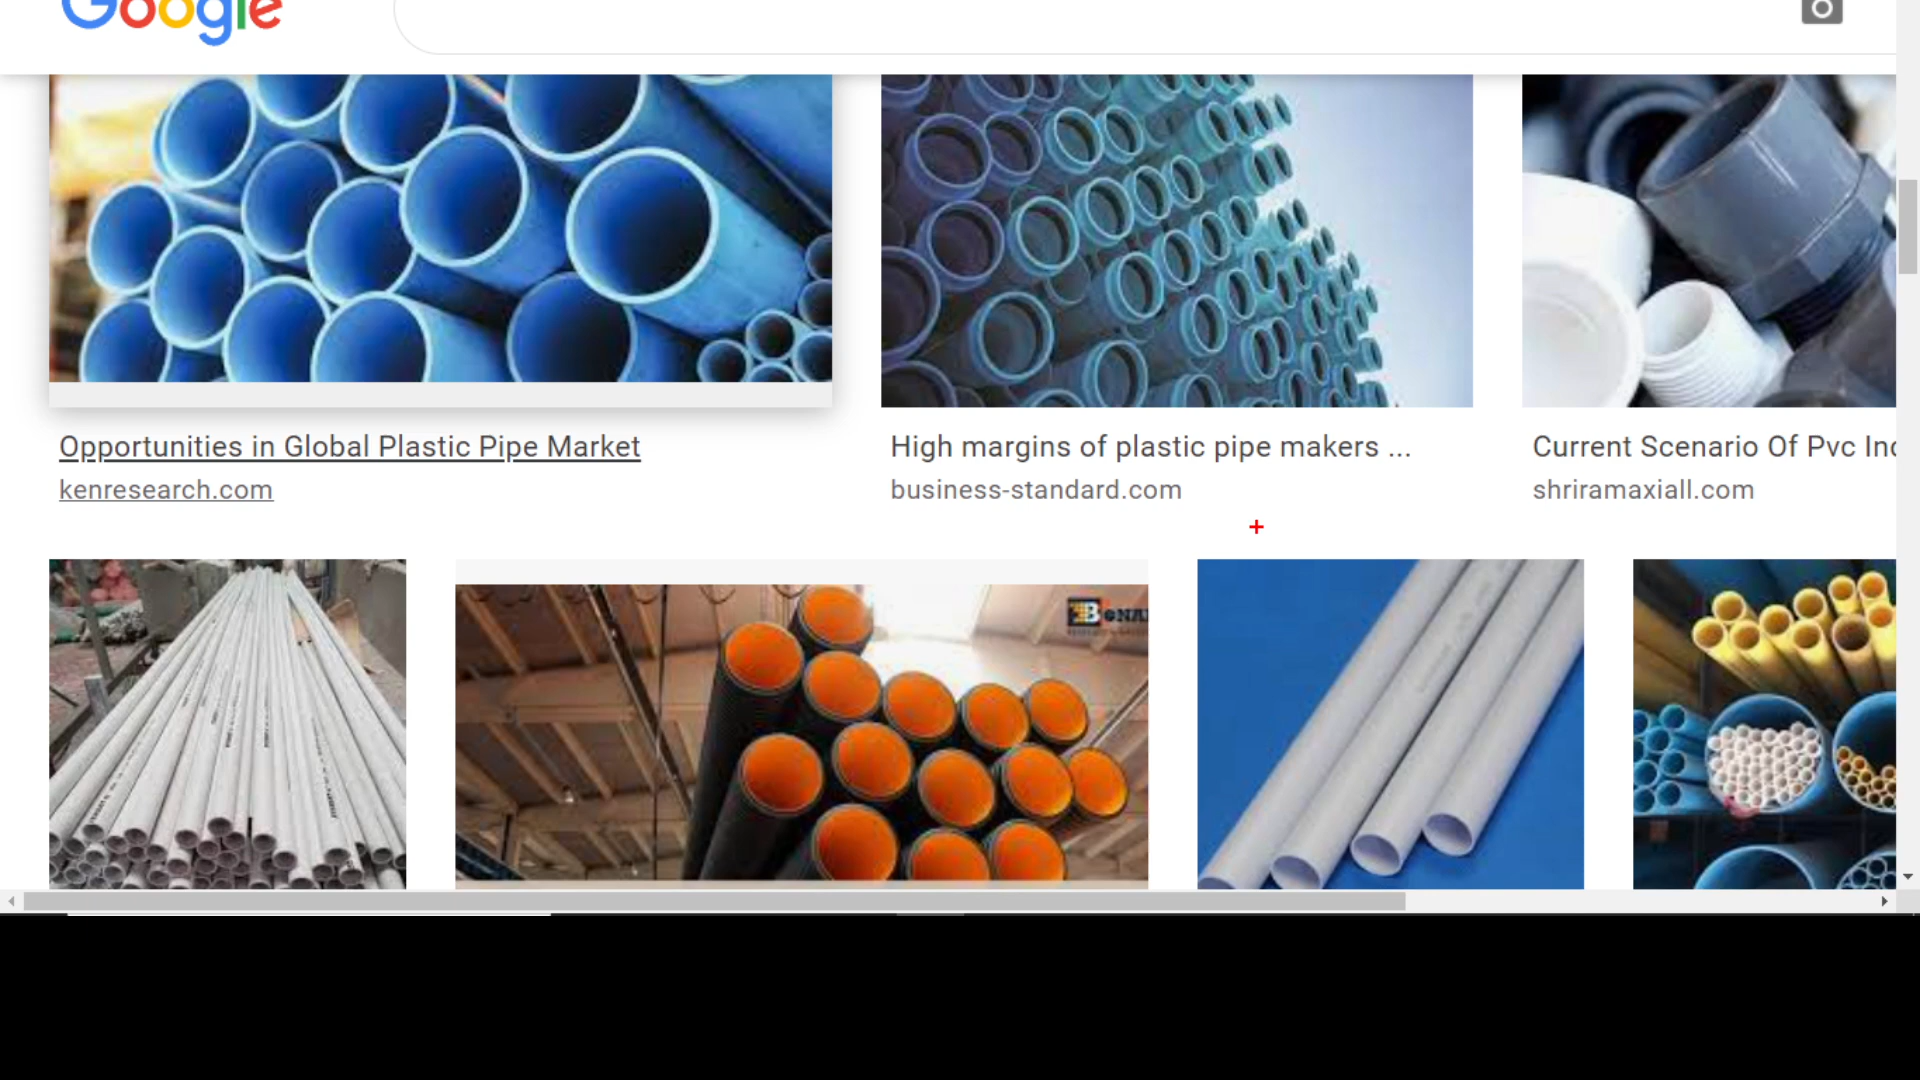 Google
Opportunities in Global Plastic Pipe Market
kenresearch.com
High margins of plastic pipe makers ...
business-standard.com
Current Scenario Of Pvc Ind
shriramaxiall.com